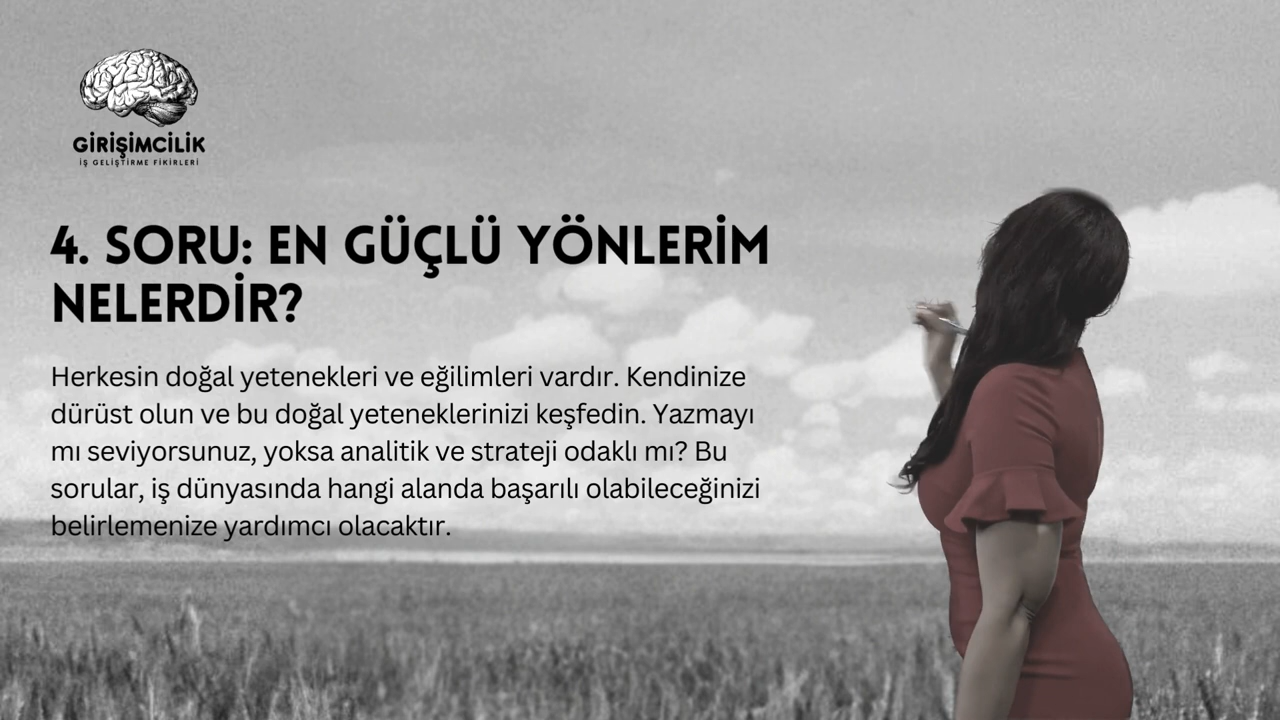 GİRİŞİMCİLİK
İŞ GELİŞTİRME FİKİRLERİ
4. SORU: EN GÜÇLÜ YÖNLERİM
NELERDİR?
Herkesin doğal yetenekleri ve eğilimleri vardır. Kendinize
dürüst olun ve bu doğal yeteneklerinizi keşfedin. Yazmayı
mı seviyorsunuz, yoksa analitik ve strateji odaklı mı? Bu
sorular, iş dünyasında hangi alanda başarılı olabileceğinizi
belirlemenize yardımcı olacaktır.